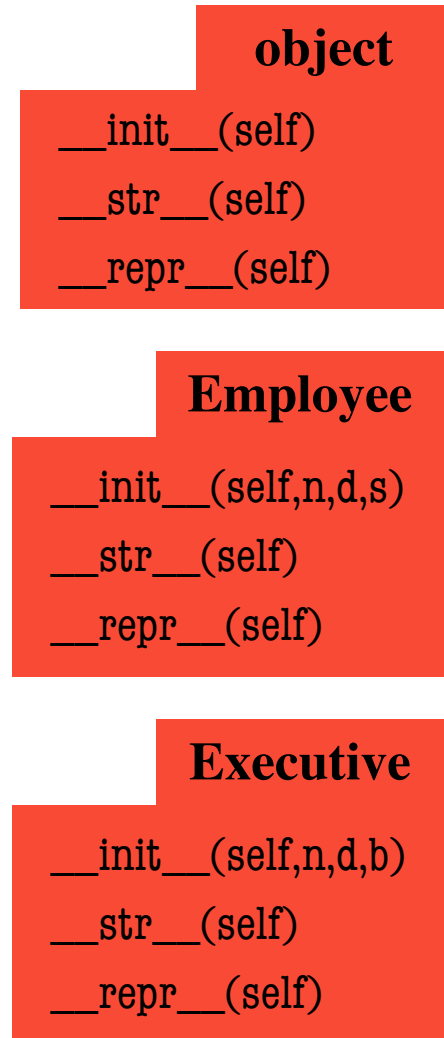 object
__init__(self)
__str__(self)
__repr__(self)
Employee
__init__(self,n,d,s)
__str__(self)
__repr__(self)
Executive
__init__(self,n,d,b)
__str__(self)
__repr__(self)